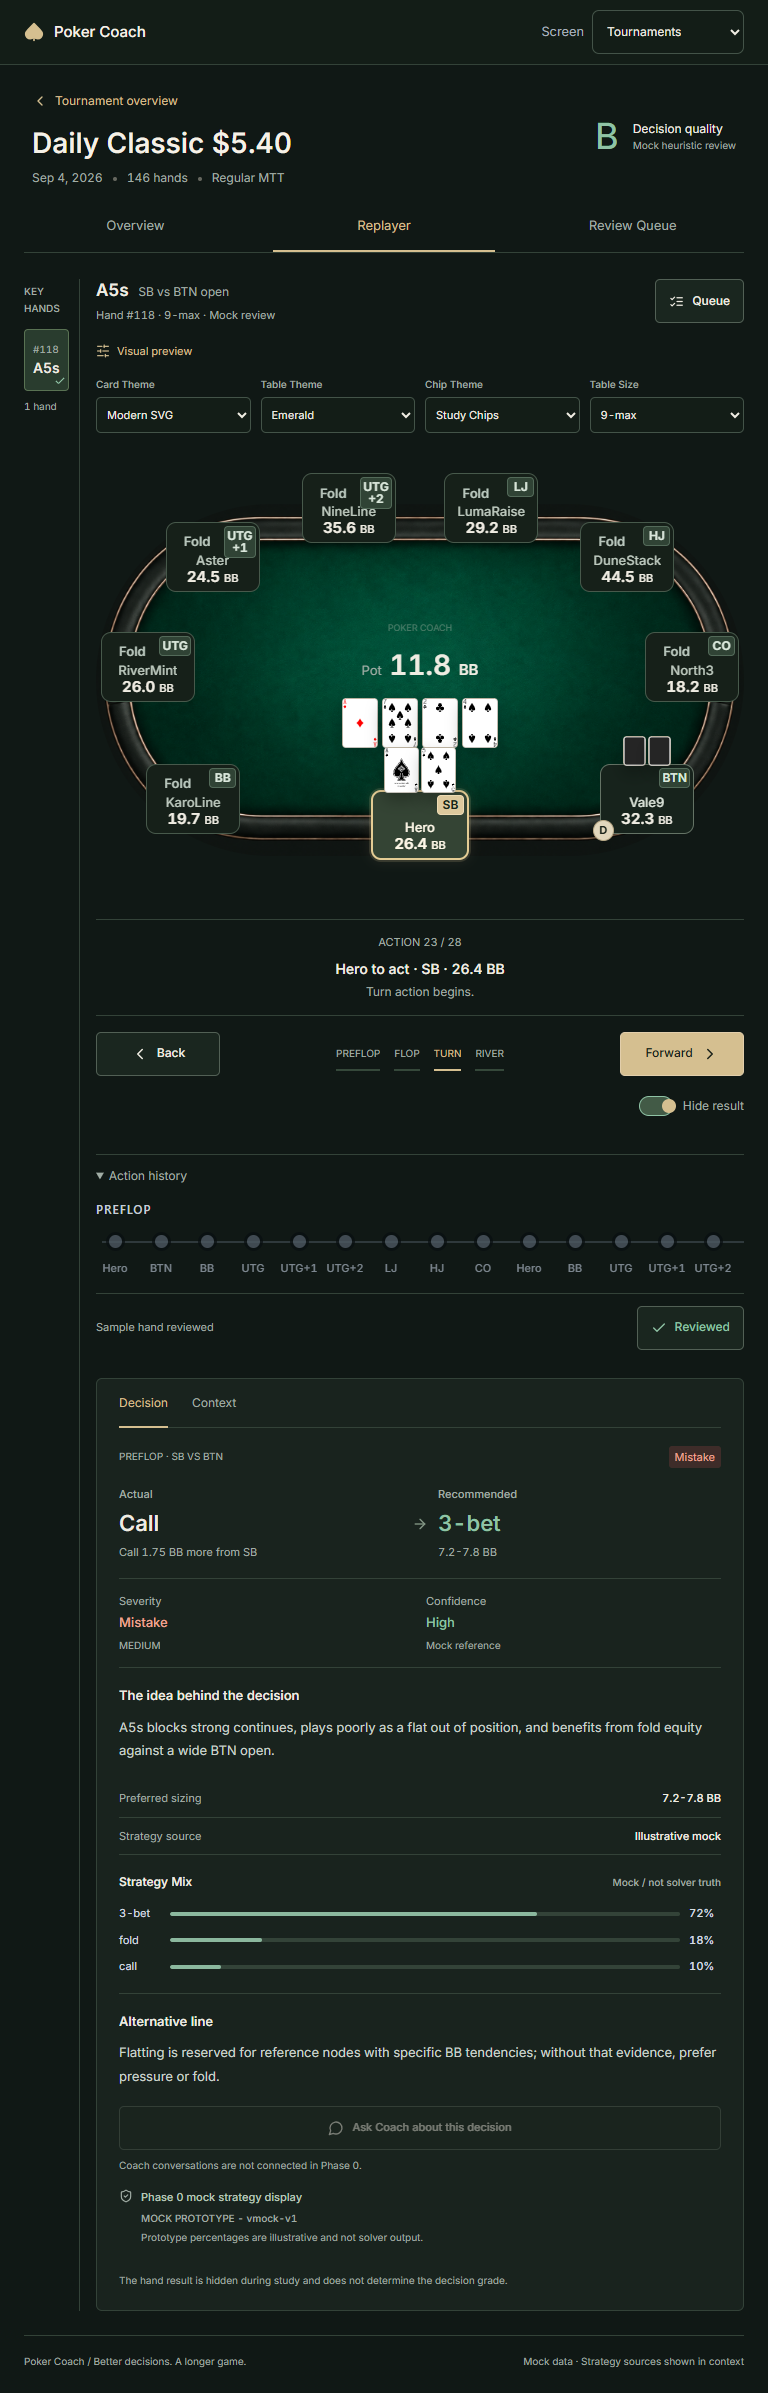 Poker Coach
Screen
Tournaments
Tournament overview
Daily Classic $5.40
Sep 4, 2026 • 146 hands • Regular MTT
B
Decision quality
Mock heuristic review
Overview
Replayer
Review Queue
KEY
HANDS
#118
A5s
1 hand
A5s SB vs BTN open
Hand #118 · 9-max · Mock review
Queue
Visual preview
Card Theme
Table Theme
Chip Theme
Table Size
Modern SVG
Emerald
Study Chips
9-max
Fold
UTG
+2
NineLine
35.6 BB
Fold
LJ
LumaRaise
29.2 BB
Fold
UTG
+1
Aster
24.5 BB
Fold
HJ
DuneStack
44.5 BB
Fold
UTG
RiverMint
26.0 BB
Fold
CO
North3
18.2 BB
POKER COACH
Pot 11.8 BB
Fold
BB
KaroLine
19.7 BB
SB
Hero
26.4 BB
BTN
Vale9
32.3 BB
D
ACTION 23 / 28
Hero to act · SB · 26.4 BB
Turn action begins.
Back
PREFLOP
FLOP
TURN
RIVER
Forward
Hide result
▼ Action history
PREFLOP
Hero
BTN
BB
UTG
UTG+1
UTG+2
LJ
HJ
CO
Hero
BB
UTG
UTG+1
UTG+2
Sample hand reviewed
Reviewed
Decision
Context
PREFLOP · SB VS BTN
Mistake
Actual
Recommended
Call
→
3-bet
Call 1.75 BB more from SB
7.2-7.8 BB
Severity
Confidence
Mistake
High
MEDIUM
Mock reference
The idea behind the decision
A5s blocks strong continues, plays poorly as a flat out of position, and benefits from fold equity
against a wide BTN open.
Preferred sizing
7.2-7.8 BB
Strategy source
Illustrative mock
Strategy Mix
Mock / not solver truth
3-bet
72%
fold
18%
call
10%
Alternative line
Flatting is reserved for reference nodes with specific BB tendencies; without that evidence, prefer
pressure or fold.
Ask Coach about this decision
Coach conversations are not connected in Phase 0.
Phase 0 mock strategy display
MOCK PROTOTYPE - vmock-v1
Prototype percentages are illustrative and not solver output.
The hand result is hidden during study and does not determine the decision grade.
Poker Coach / Better decisions. A longer game.
Mock data · Strategy sources shown in context